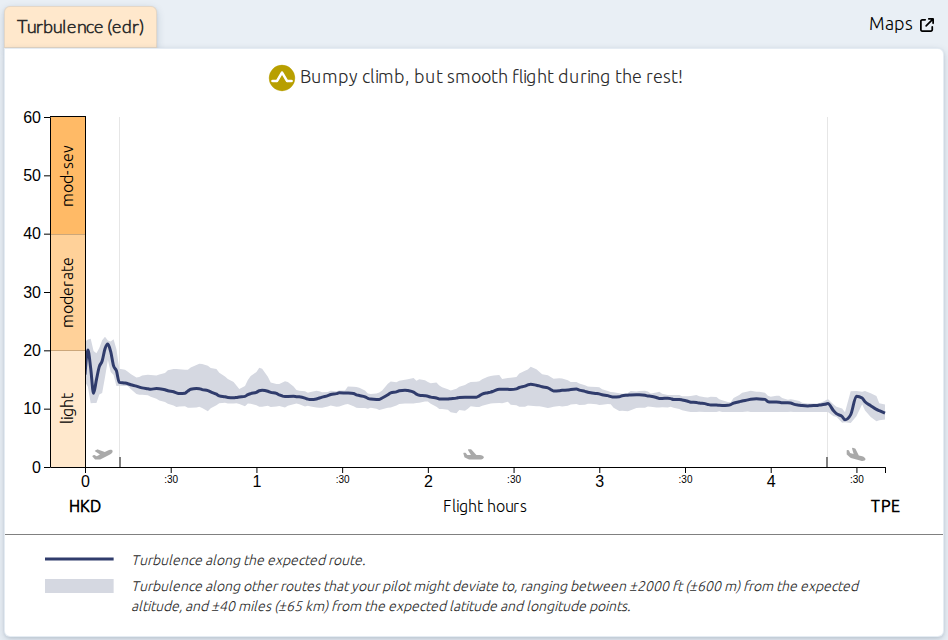 Turbulence (edr)
Maps
Bumpy climb, but smooth flight during the rest!
60
50
40
30
20
10
0
mod-sev
moderate
light
0 :30 1 :30 2 :30 3 :30 4 :30
HKD Flight hours TPE
Turbulence along the expected route.
Turbulence along other routes that your pilot might deviate to, ranging between ±2000 ft (±600 m) from the expected
altitude, and ±40 miles (±65 km) from the expected latitude and longitude points.